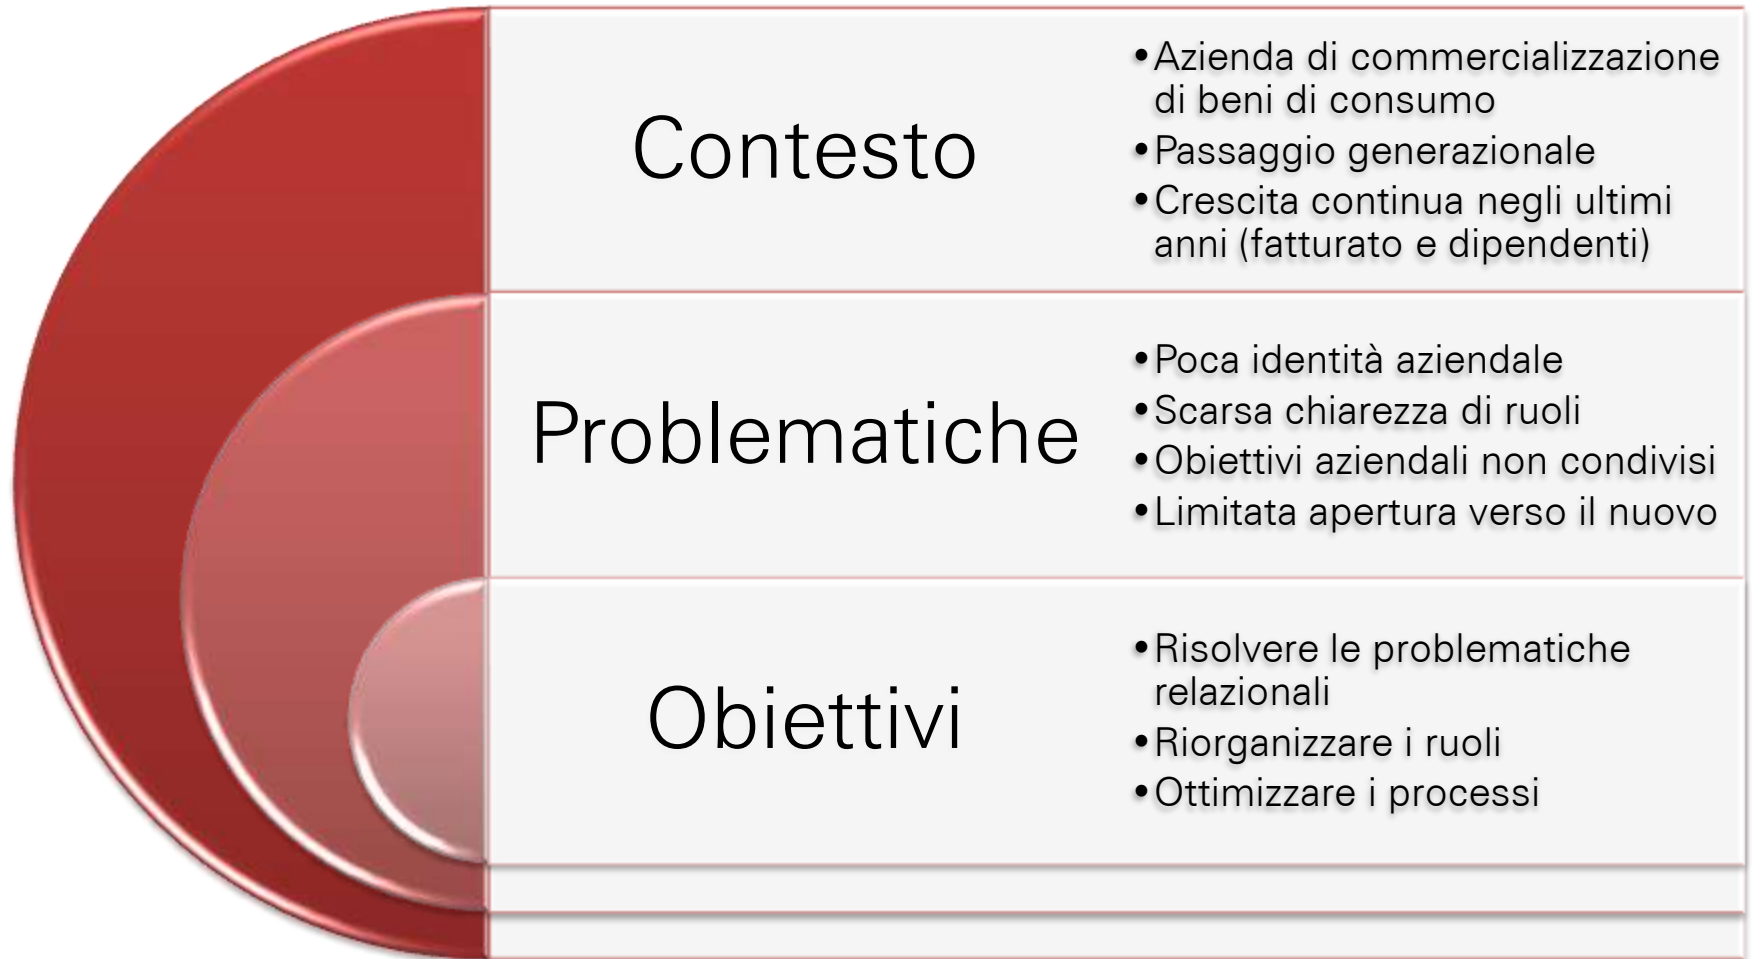 Contesto
•Azienda di commercializzazione
di beni di consumo
•Passaggio generazionale
•Crescita continua negli ultimi
anni (fatturato e dipendenti)
Problematiche
•Poca identità aziendale
•Scarsa chiarezza di ruoli
•Obiettivi aziendali non condivisi
•Limitata apertura verso il nuovo
Obiettivi
•Risolvere le problematiche
relazionali
•Riorganizzare i ruoli
•Ottimizzare i processi